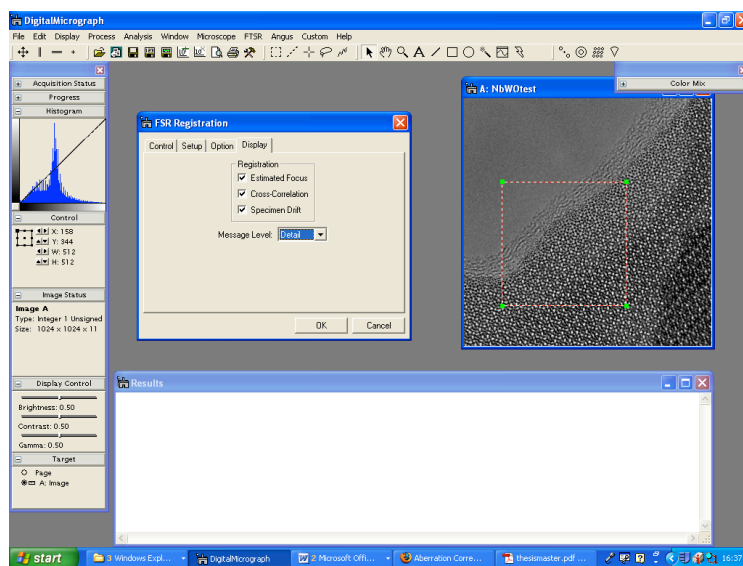 DigitalMicrograph
File Edit Display Process Analysis Window Microscope FTSR Angus Custom Help
Acquisition Status
Progress
Histogram
Control
X: 158
Y: 344
W: 512
H: 512
Image Status
Image A
Type: Integer 1 Unsigned
Size: 1024 x 1024 x 11
Display Control
Brightness: 0.50
Contrast: 0.50
Gamma: 0.50
Target
Page
A: Image
FSR Registration
Control Setup Option Display
Registration
Estimated Focus
Cross-Correlation
Specimen Drift
Message Level: Detail
OK Cancel
A: NbWOtest
Color Mix
Results
start 3 Windows Expl... DigitalMicrograph 2 Microsoft Offi... Aberration Corre... thesismaster.pdf ... 16:37